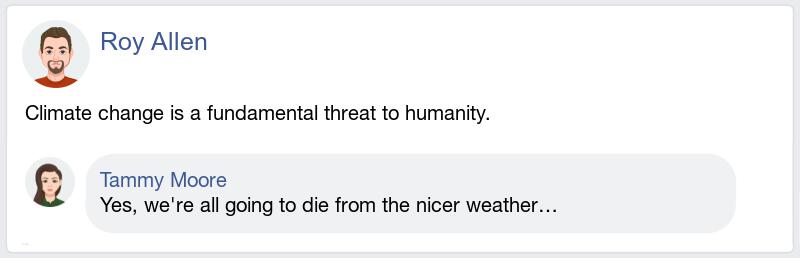 Roy Allen
Climate change is a fundamental threat to humanity.
Tammy Moore
Yes, we're all going to die from the nicer weather…